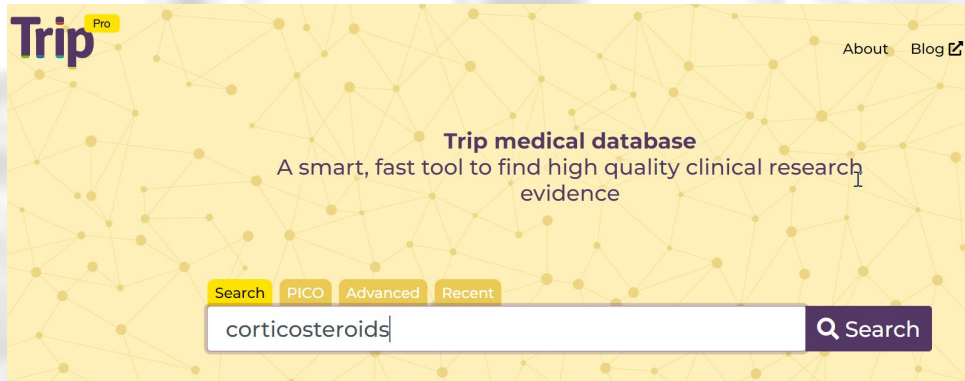 Trip Pro
About Blog
Trip medical database
A smart, fast tool to find high quality clinical research
evidence
Search PICO Advanced Recent
corticosteroids Search